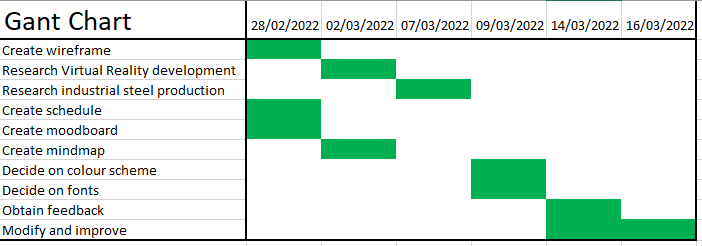 Gant Chart 28/02/2022 02/03/2022 07/03/2022 09/03/2022 14/03/2022 16/03/2022
Create wireframe
Research Virtual Reality development
Research industrial steel production
Create schedule
Create moodboard
Create mindmap
Decide on colour scheme
Decide on fonts
Obtain feedback
Modify and improve